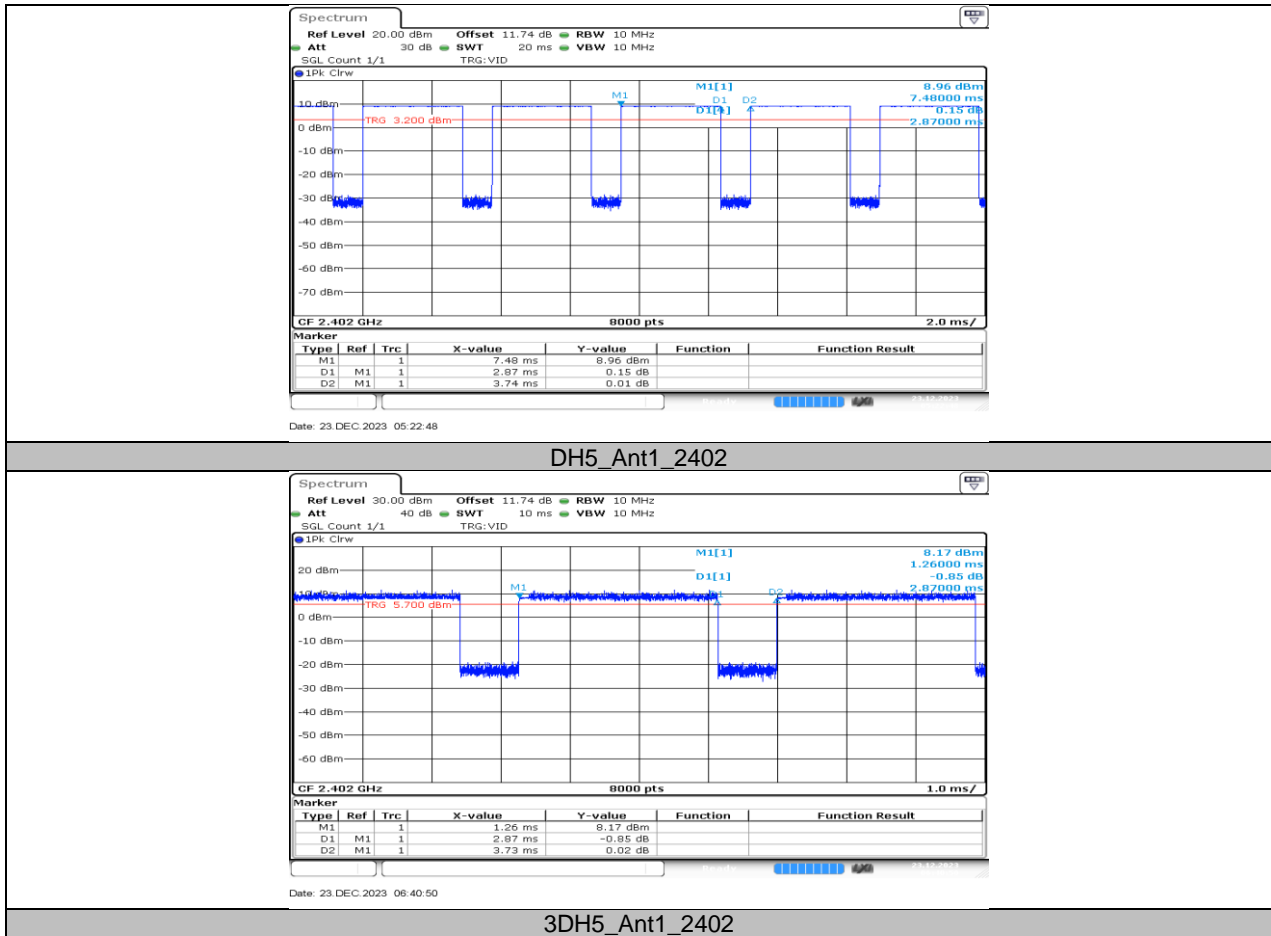 Spectrum
Ref Level 20.00 dBm Offset 11.74 dB RBW 10 MHz
Att 30 dB SWT 20 ms VBW 10 MHz
SGL Count 1/1 TRG:VID
1Pk Clrw
M1[1] 8.96 dBm
7.48000 ms
M1 D1 D2
10 dBm
0.15 dB
TRG 3.200 dBm
2.87000 ms
0 dBm
-10 dBm
-20 dBm
-30 dBm
-40 dBm
-50 dBm
-60 dBm
-70 dBm
CF 2.402 GHz 8000 pts 2.0 ms/
Marker
Type Ref Trc X-value Y-value Function Function Result
M1 1 7.48 ms 8.96 dBm
D1 M1 1 2.87 ms 0.15 dB
D2 M1 1 3.74 ms 0.01 dB
23.12.2023
Date: 23.DEC.2023 05:22:48
DH5_Ant1_2402
Spectrum
Ref Level 30.00 dBm Offset 11.74 dB RBW 10 MHz
Att 40 dB SWT 10 ms VBW 10 MHz
SGL Count 1/1 TRG:VID
1Pk Clrw
M1[1] 8.17 dBm
1.26000 ms
20 dBm
D1[1] -0.85 dB
2.87000 ms
M1 D2
10 dBm
TRG 5.700 dBm
0 dBm
-10 dBm
-20 dBm
-30 dBm
-40 dBm
-50 dBm
-60 dBm
CF 2.402 GHz 8000 pts 1.0 ms/
Marker
Type Ref Trc X-value Y-value Function Function Result
M1 1 1.26 ms 8.17 dBm
D1 M1 1 2.87 ms -0.85 dB
D2 M1 1 3.73 ms 0.02 dB
23.12.2023
Date: 23.DEC.2023 06:40:50
3DH5_Ant1_2402